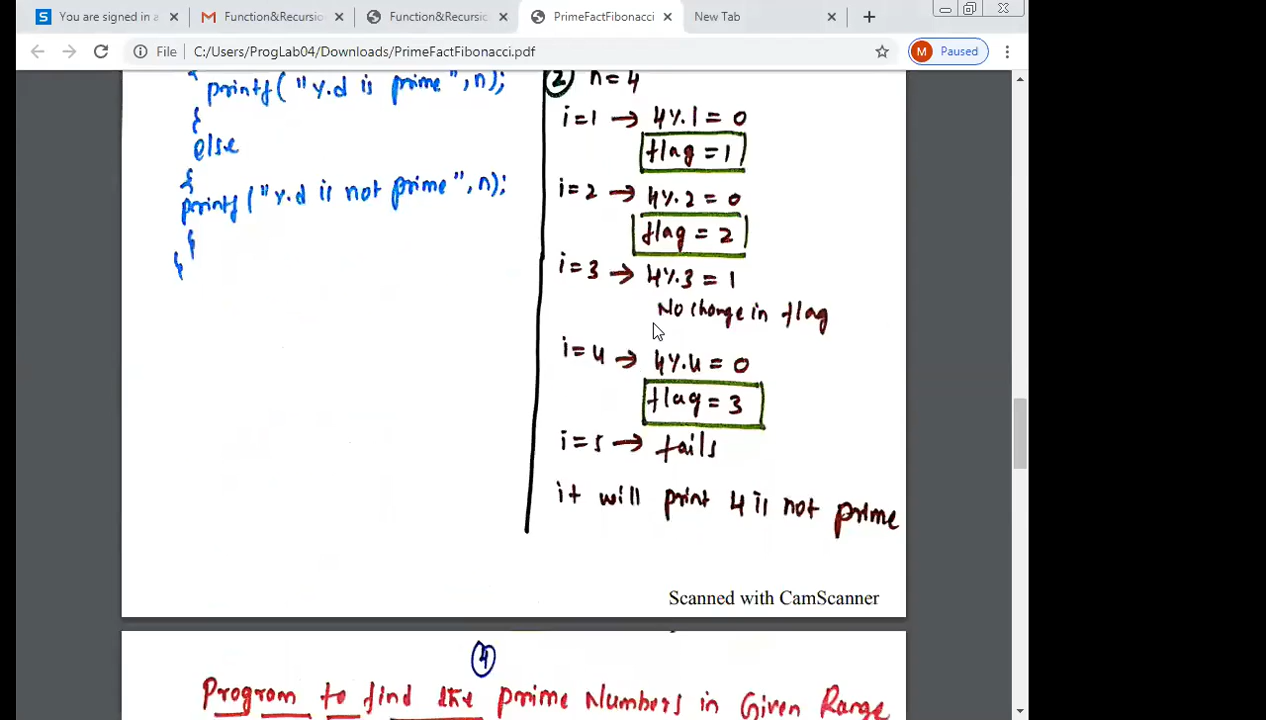 You are signed in a
Function&Recursion
Function&Recursic
PrimeFactFibonacci
New Tab
File
C:/Users/ProgLab04/Downloads/PrimeFactFibonacci.pdf
M
Paused
printf("%d is prime", n);
}
else
{
printf("%d is not prime", n);
}
}
② n=4
i=1 → 4%1 = 0
flag = 1
i=2 → 4%2 = 0
flag = 2
i=3 → 4%3 = 1
No change in flag
i=4 → 4%4 = 0
flag = 3
i=5 → fails
it will print 4 is not prime
Scanned with CamScanner
④
Program to find the prime Numbers in Given Range